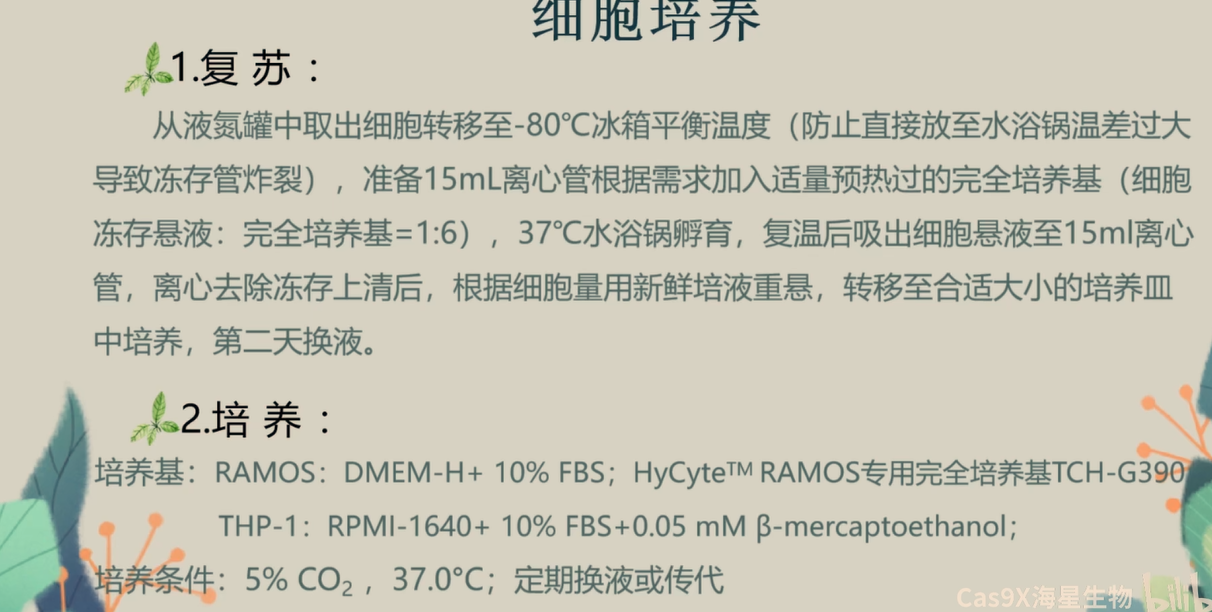 细胞培养
1.复 苏 ：
从液氮罐中取出细胞转移至-80℃冰箱平衡温度（防止直接放至水浴锅温差过大
导致冻存管炸裂），准备15mL离心管根据需求加入适量预热过的完全培养基（细胞
冻存悬液：完全培养基=1:6），37℃水浴锅孵育，复温后吸出细胞悬液至15ml离心
管，离心去除冻存上清后，根据细胞量用新鲜培液重悬，转移至合适大小的培养皿
中培养，第二天换液。
2.培 养 ：
培养基：RAMOS：DMEM-H+ 10% FBS；HyCyte™ RAMOS专用完全培养基TCH-G390
THP-1：RPMI-1640+ 10% FBS+0.05 mM β-mercaptoethanol；
培养条件：5% CO₂ ，37.0°C；定期换液或传代
Cas9X海星生物 bilib